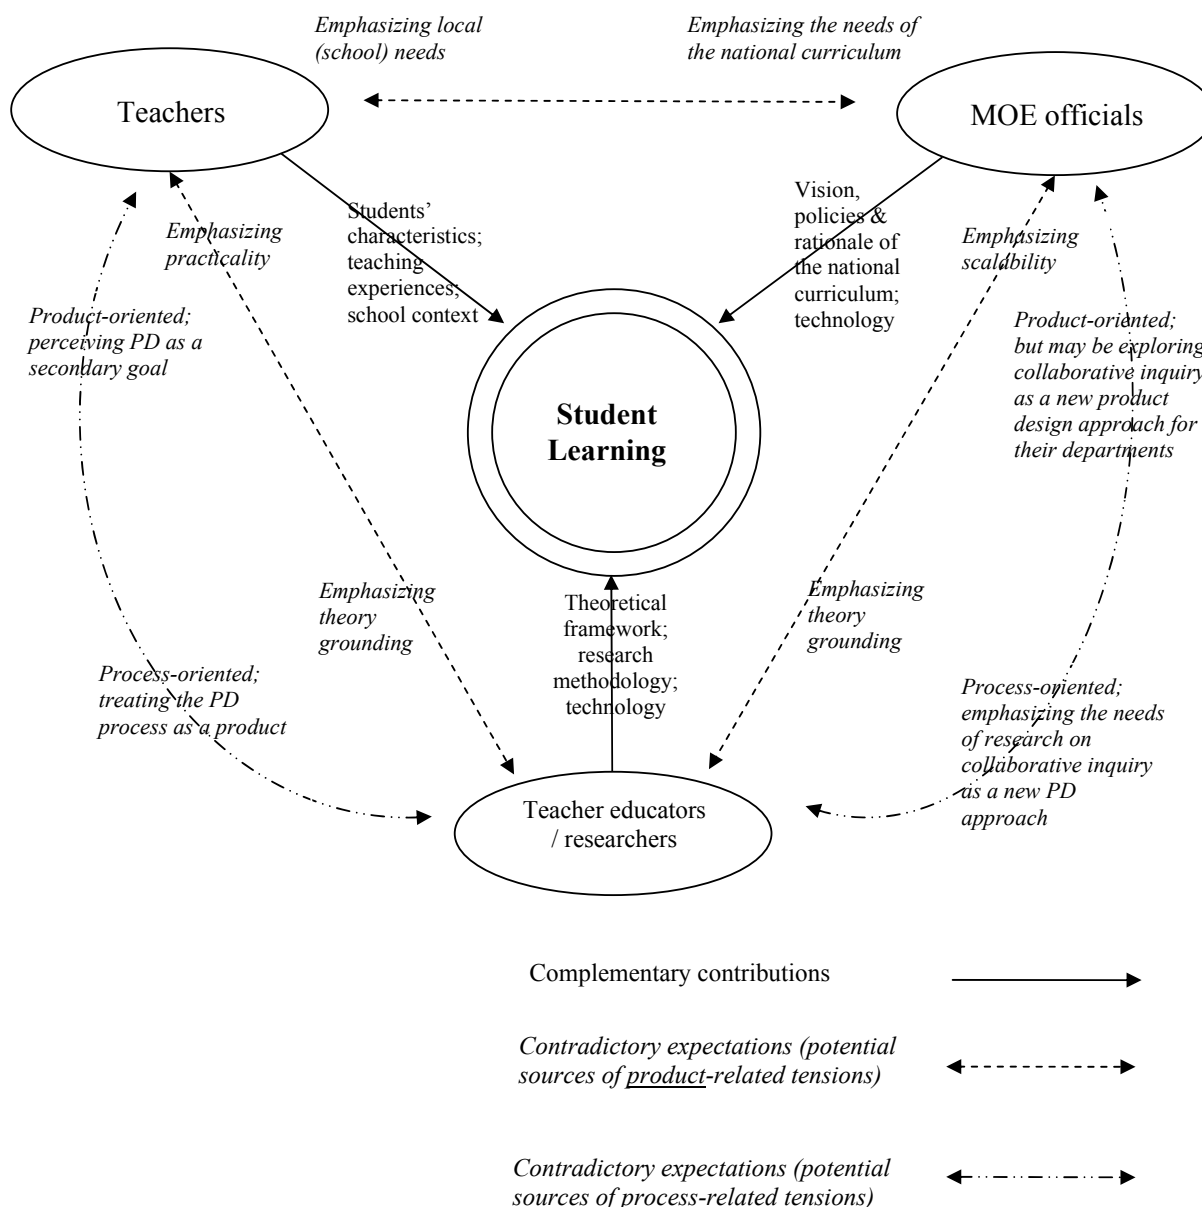 Emphasizing local
(school) needs
Emphasizing the needs of
the national curriculum
Teachers
MOE officials
Students’
characteristics;
teaching
experiences;
school context
Vision,
policies &
rationale of
the national
curriculum;
technology
Emphasizing
practicality
Emphasizing
scalability
Product-oriented;
perceiving PD as a
secondary goal
Product-oriented;
but may be exploring
collaborative inquiry
as a new product
design approach for
their departments
Student
Learning
Emphasizing
theory
grounding
Theoretical
framework;
research
methodology;
technology
Emphasizing
theory
grounding
Process-oriented;
treating the PD
process as a product
Process-oriented;
emphasizing the needs
of research on
collaborative inquiry
as a new PD
approach
Teacher educators
/ researchers
Complementary contributions
Contradictory expectations (potential
sources of product-related tensions)
Contradictory expectations (potential
sources of process-related tensions)